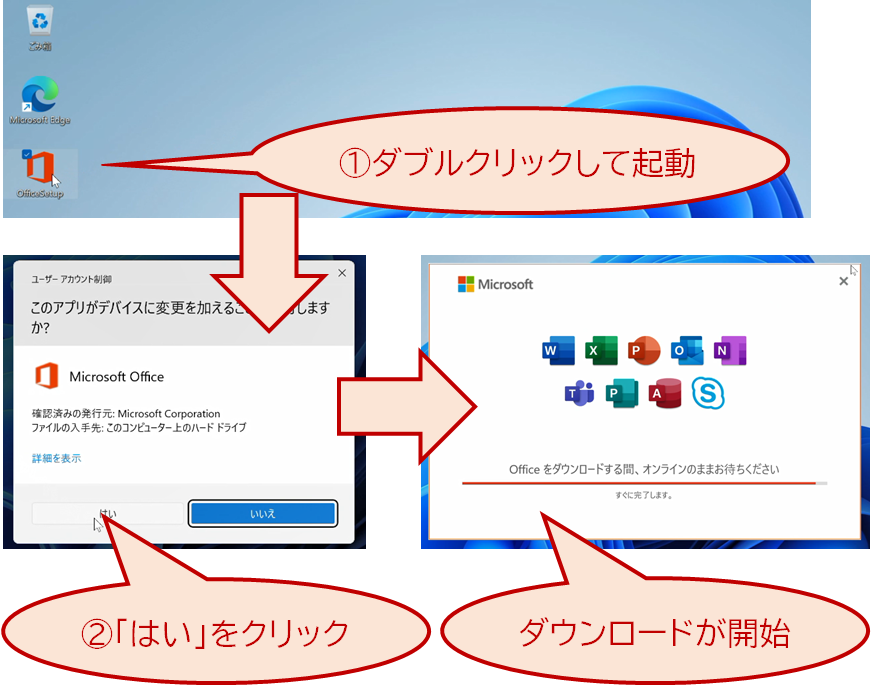 ごみ箱
Microsoft Edge
OfficeSetup
①ダブルクリックして起動
ユーザー アカウント制御
このアプリがデバイスに変更を加えるこ
します
か?
Microsoft Office
確認済みの発行元: Microsoft Corporation
ファイルの入手先: このコンピューター上のハード ドライブ
詳細を表示
はい
いいえ
②「はい」をクリック
Microsoft
W
X
P
O
N
T
P
A
S
Office をダウンロードする間、オンラインのままお待ちください
すぐに完了します。
ダウンロードが開始